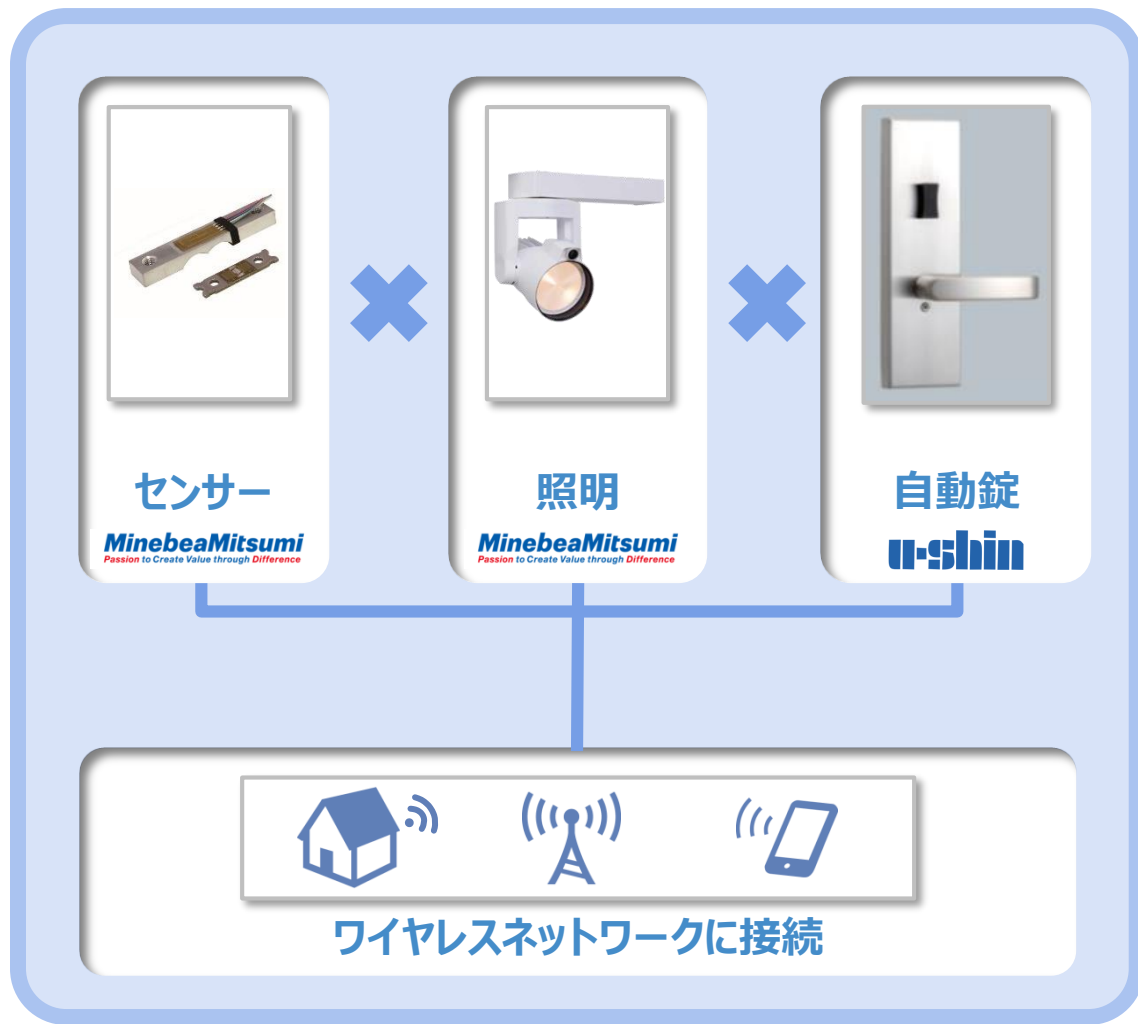 センサー
MinebeaMitsumi
Passion to Create Value through Difference
照明
MinebeaMitsumi
Passion to Create Value through Difference
自動錠
u-shin
ワイヤレスネットワークに接続